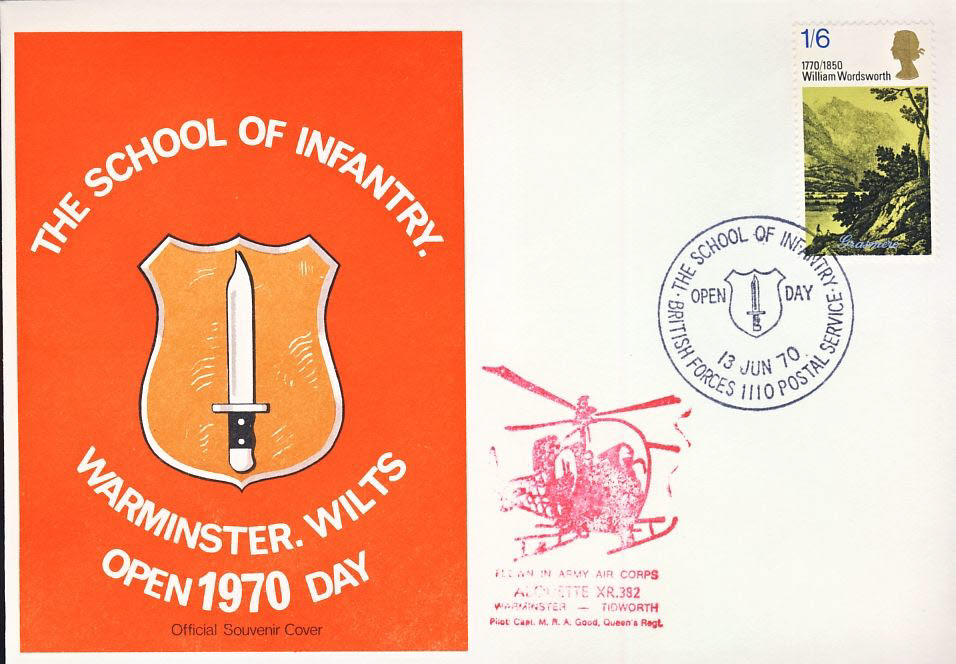 THE SCHOOL OF INFANTRY.
WARMINSTER. WILTS
OPEN 1970 DAY
Official Souvenir Cover
1/6
1770/1850
William Wordsworth
Grasmere
·THE SCHOOL OF INFANTRY·
OPEN DAY
13 JUN 70
BRITISH FORCES 1110 POSTAL SERVICE
FLOWN IN ARMY AIR CORPS
ALOUETTE XR.382
WARMINSTER — TIDWORTH
Pilot: Capt. M. R. A. Good, Queen's Regt.